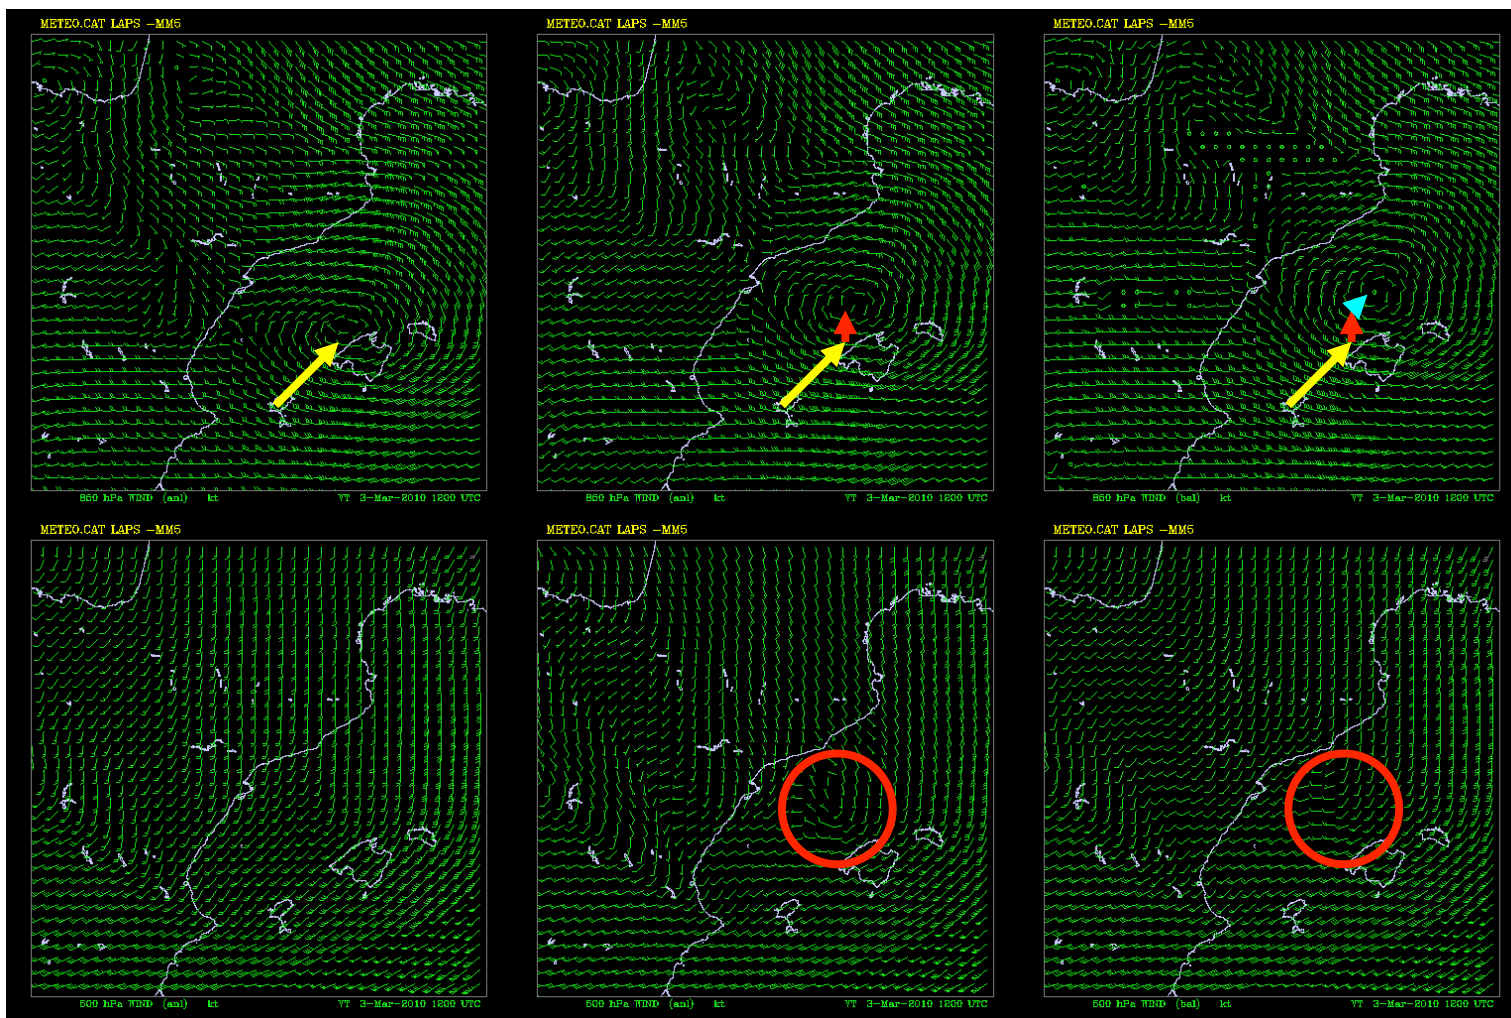 METEO.CAT LAPS -MM5
METEO.CAT LAPS -MM5
METEO.CAT LAPS -MM5
850 hPa WIND (anl) kt VT 3-Mar-2010 1200 UTC
850 hPa WIND (anl) kt VT 3-Mar-2010 1200 UTC
850 hPa WIND (bal) kt VT 3-Mar-2010 1200 UTC
METEO.CAT LAPS -MM5
METEO.CAT LAPS -MM5
METEO.CAT LAPS -MM5
500 hPa WIND (anl) kt VT 3-Mar-2010 1200 UTC
500 hPa WIND (anl) kt VT 3-Mar-2010 1200 UTC
500 hPa WIND (bal) kt VT 3-Mar-2010 1200 UTC